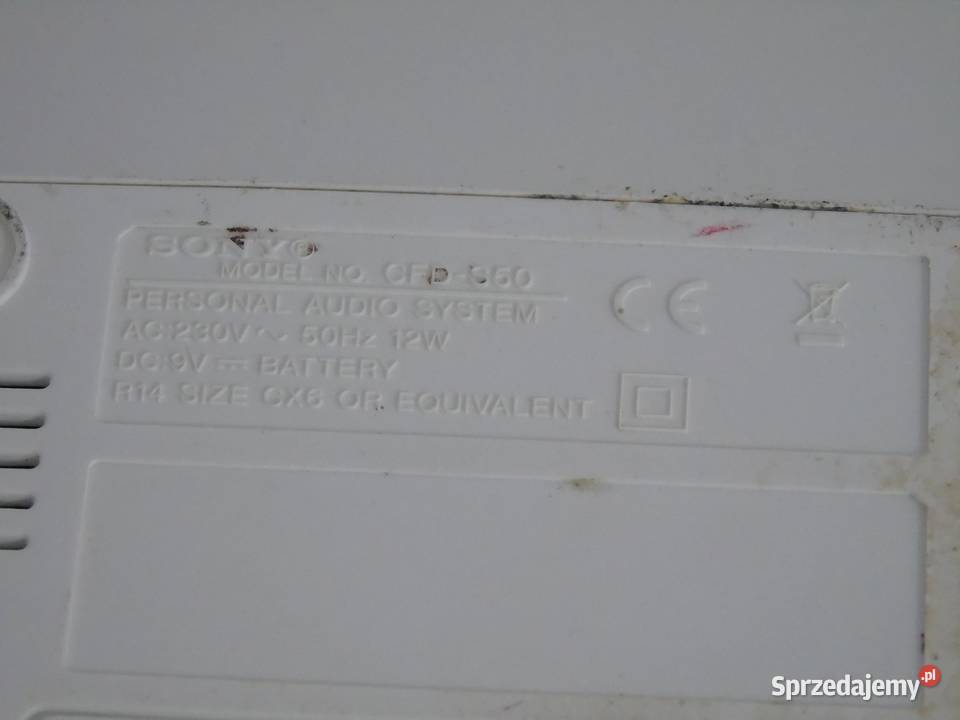 SONY®
MODEL NO. CFD-S50
PERSONAL AUDIO SYSTEM
AC 230V ~ 50Hz 12W
DC 9V ⎓ BATTERY
R14 SIZE CX6 OR EQUIVALENT
CE
Sprzedajemy.pl